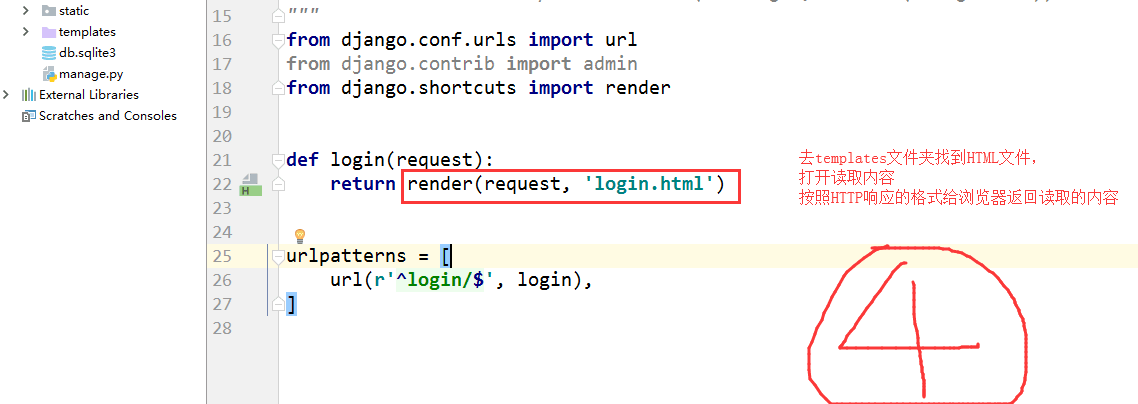 static
templates
db.sqlite3
manage.py
External Libraries
Scratches and Consoles
15 """
16 from django.conf.urls import url
17 from django.contrib import admin
18 from django.shortcuts import render
19
20
21 def login(request):
22 return render(request, 'login.html')
23
24
25 urlpatterns = [
26 url(r'^login/$', login),
27 ]
28
去templates文件夹找到HTML文件，
打开读取内容
按照HTTP响应的格式给浏览器返回读取的内容
4